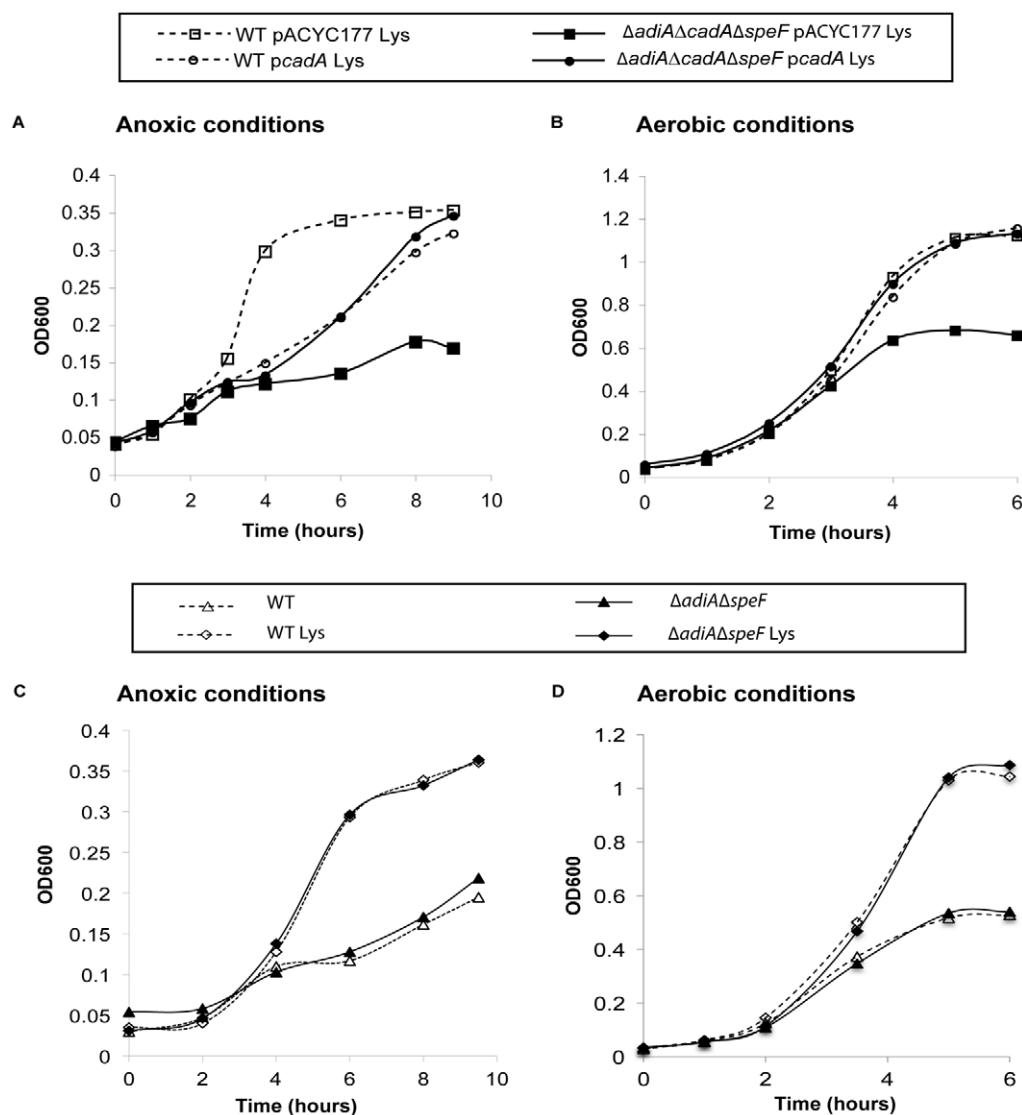 WT pACYC177 Lys
ΔadiAΔcadAΔspeF pACYC177 Lys
WT pcadA Lys
ΔadiAΔcadAΔspeF pcadA Lys
A Anoxic conditions
0.4
0.35
0.3
0.25
0.2
0.15
0.1
0.05
0
OD600
0 2 4 6 8 10
Time (hours)
B Aerobic conditions
1.4
1.2
1
0.8
0.6
0.4
0.2
0
OD600
0 2 4 6
Time (hours)
WT
ΔadiAΔspeF
WT Lys
ΔadiAΔspeF Lys
C Anoxic conditions
0.4
0.35
0.3
0.25
0.2
0.15
0.1
0.05
0
OD600
0 2 4 6 8 10
Time (hours)
D Aerobic conditions
1.2
1
0.8
0.6
0.4
0.2
0
OD600
0 2 4 6
Time (hours)